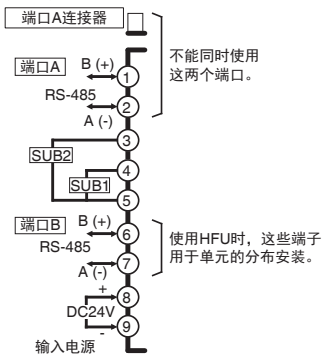 端口A连接器
不能同时使用
这两个端口。
端口A
B (+)
1
RS-485
2
A (-)
3
SUB2
4
SUB1
5
端口B
B (+)
6
使用HFU时，这些端子
用于单元的分布安装。
RS-485
7
A (-)
+
8
DC24V
-
9
输入电源